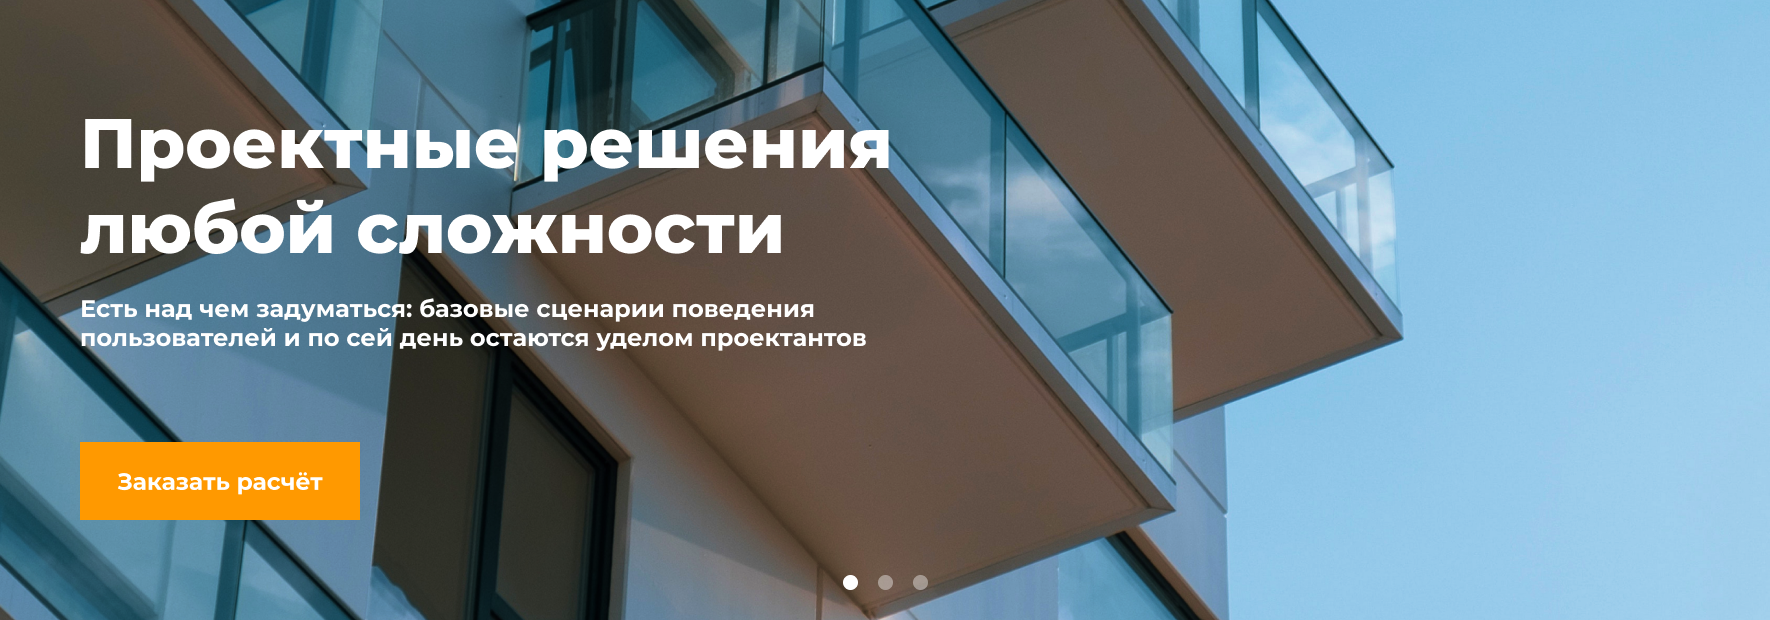 Проектные решения
любой сложности
Есть над чем задуматься: базовые сценарии поведения
пользователей и по сей день остаются уделом проектантов
Заказать расчёт